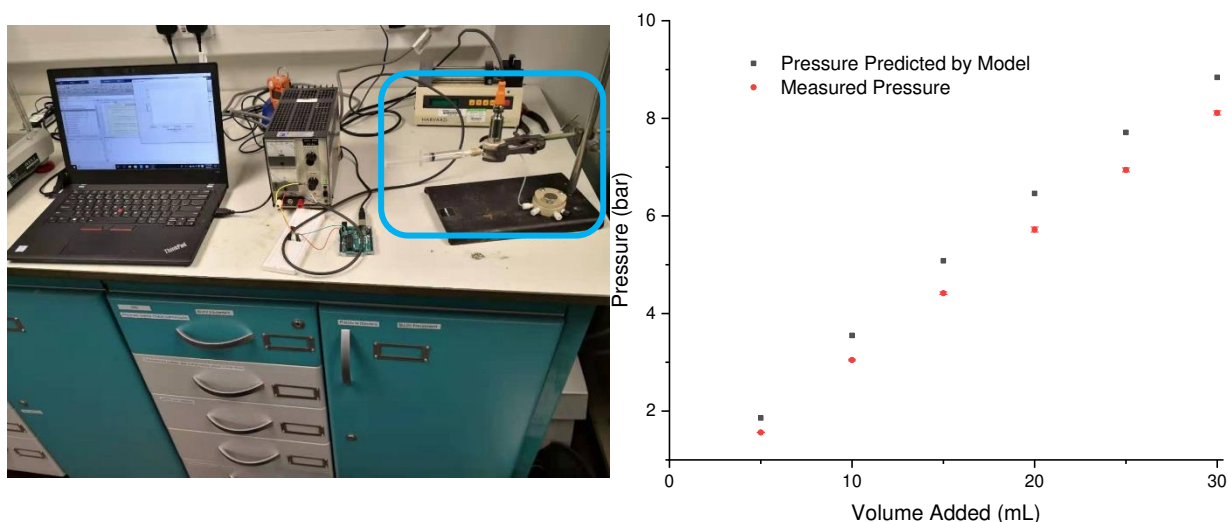 ThinkPad
HARVARD
10
Pressure Predicted by Model
Measured Pressure
8
6
4
2
Pressure (bar)
0
10
20
30
Volume Added (mL)